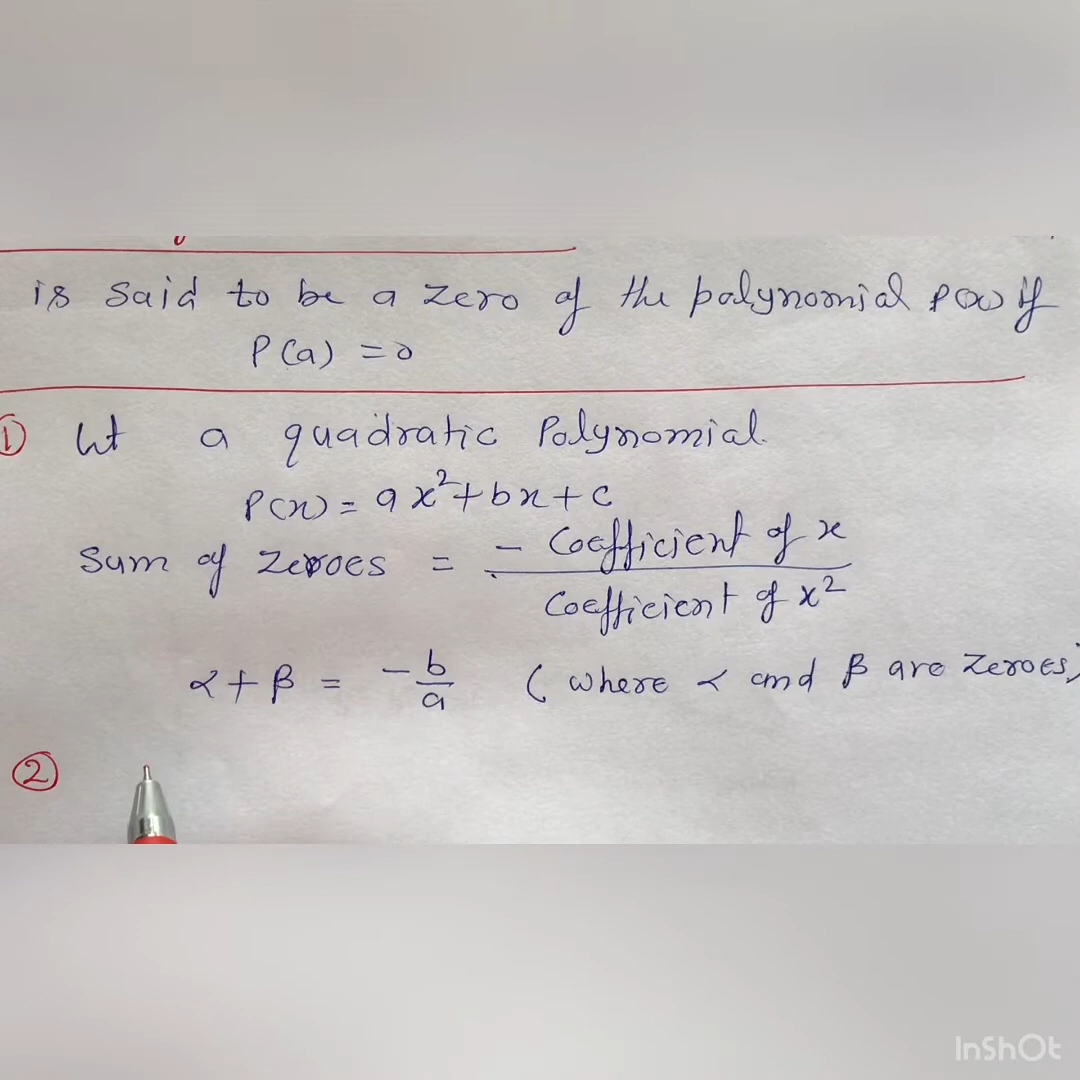 is said to be a zero of the polynomial P(x) if
P(a) = 0
① Let a quadratic Polynomial.
P(x) = ax² + bx + c
Sum of Zeroes = - Coefficient of x / Coefficient of x²
α + β = - b/a ( where α and β are zeroes)
②
InShOt